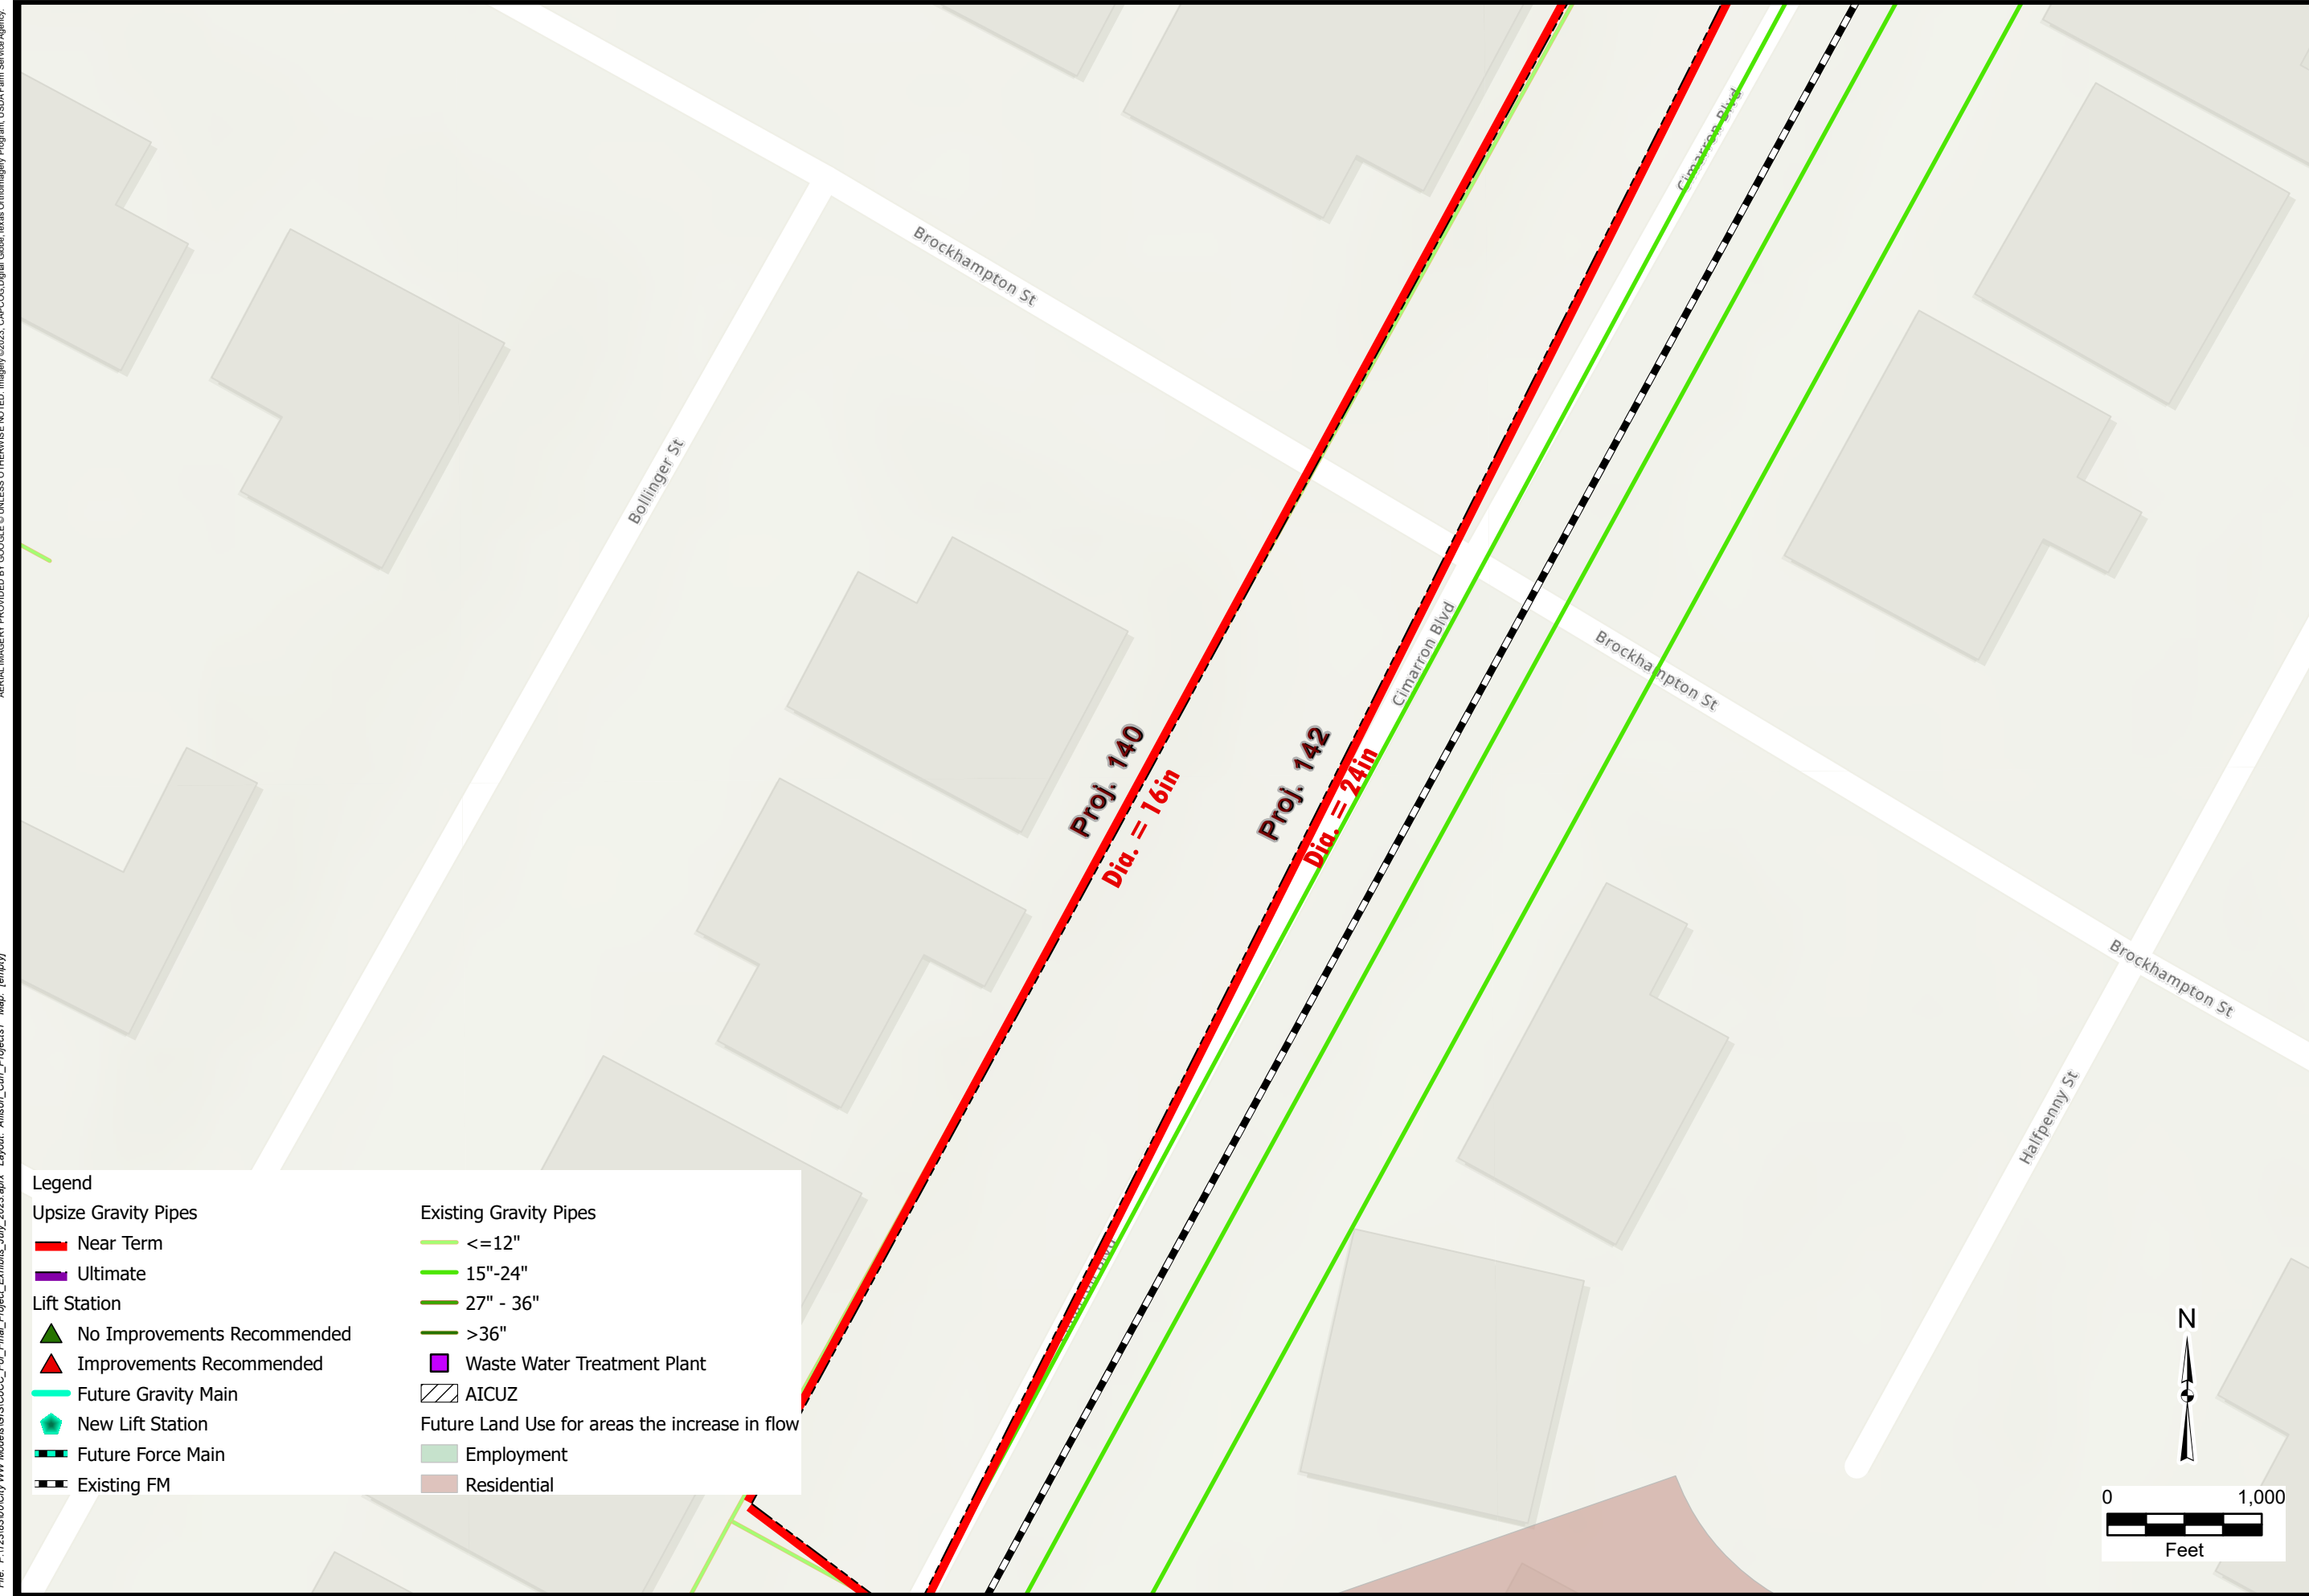 Cimarron Blvd
Brockhampton St
Bollinger St
Cimarron Blvd
Brockhampton St
Proj. 140
Dia. = 16in
Proj. 142
Dia. = 24in
Brockhampton St
Halfpenny St
Legend
Upsize Gravity Pipes
Near Term
Ultimate
Lift Station
No Improvements Recommended
Improvements Recommended
Future Gravity Main
New Lift Station
Future Force Main
Existing FM
Existing Gravity Pipes
<=12"
15"-24"
27" - 36"
>36"
Waste Water Treatment Plant
AICUZ
Future Land Use for areas the increase in flow
Employment
Residential
N
0 1,000
Feet